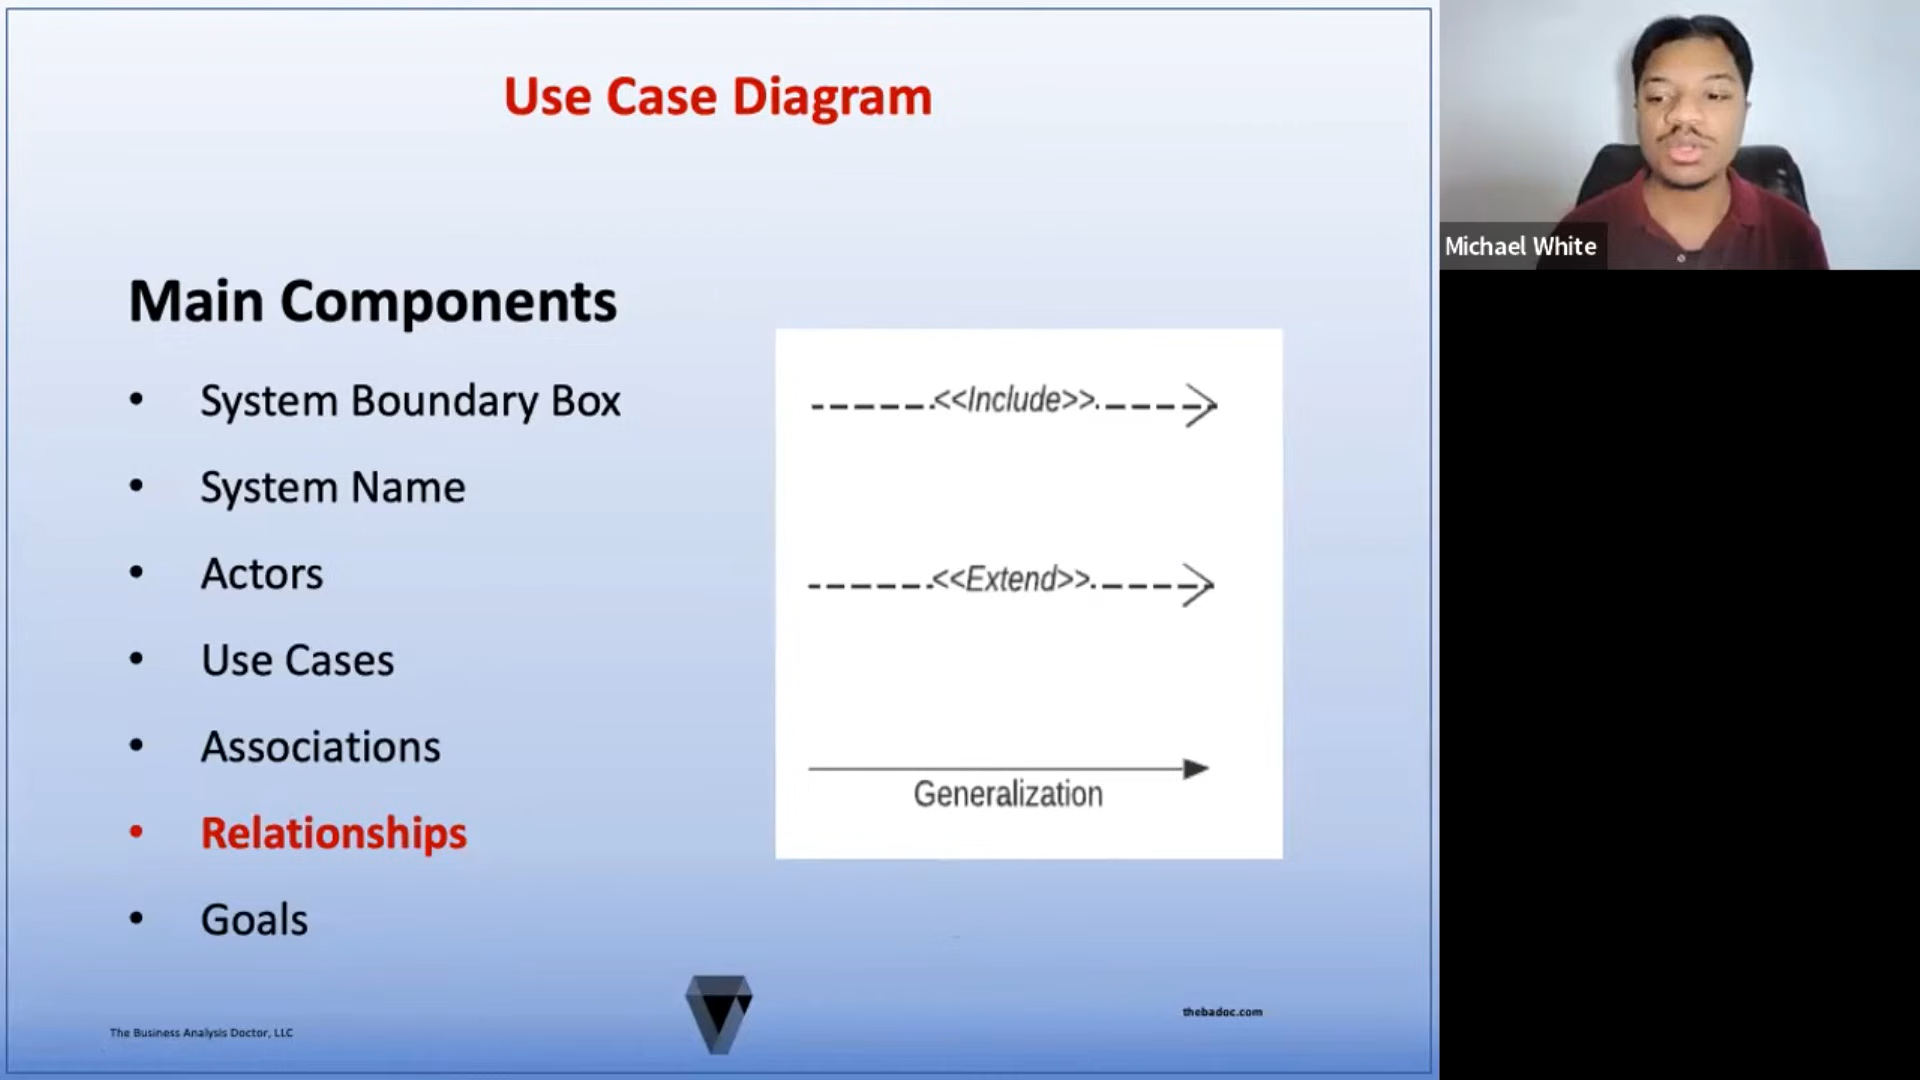 Use Case Diagram
Michael White
Main Components
• System Boundary Box
• System Name
• Actors
• Use Cases
• Associations
• Relationships
• Goals
<<Include>>
<<Extend>>
Generalization
The Business Analysis Doctor, LLC
thebadoc.com